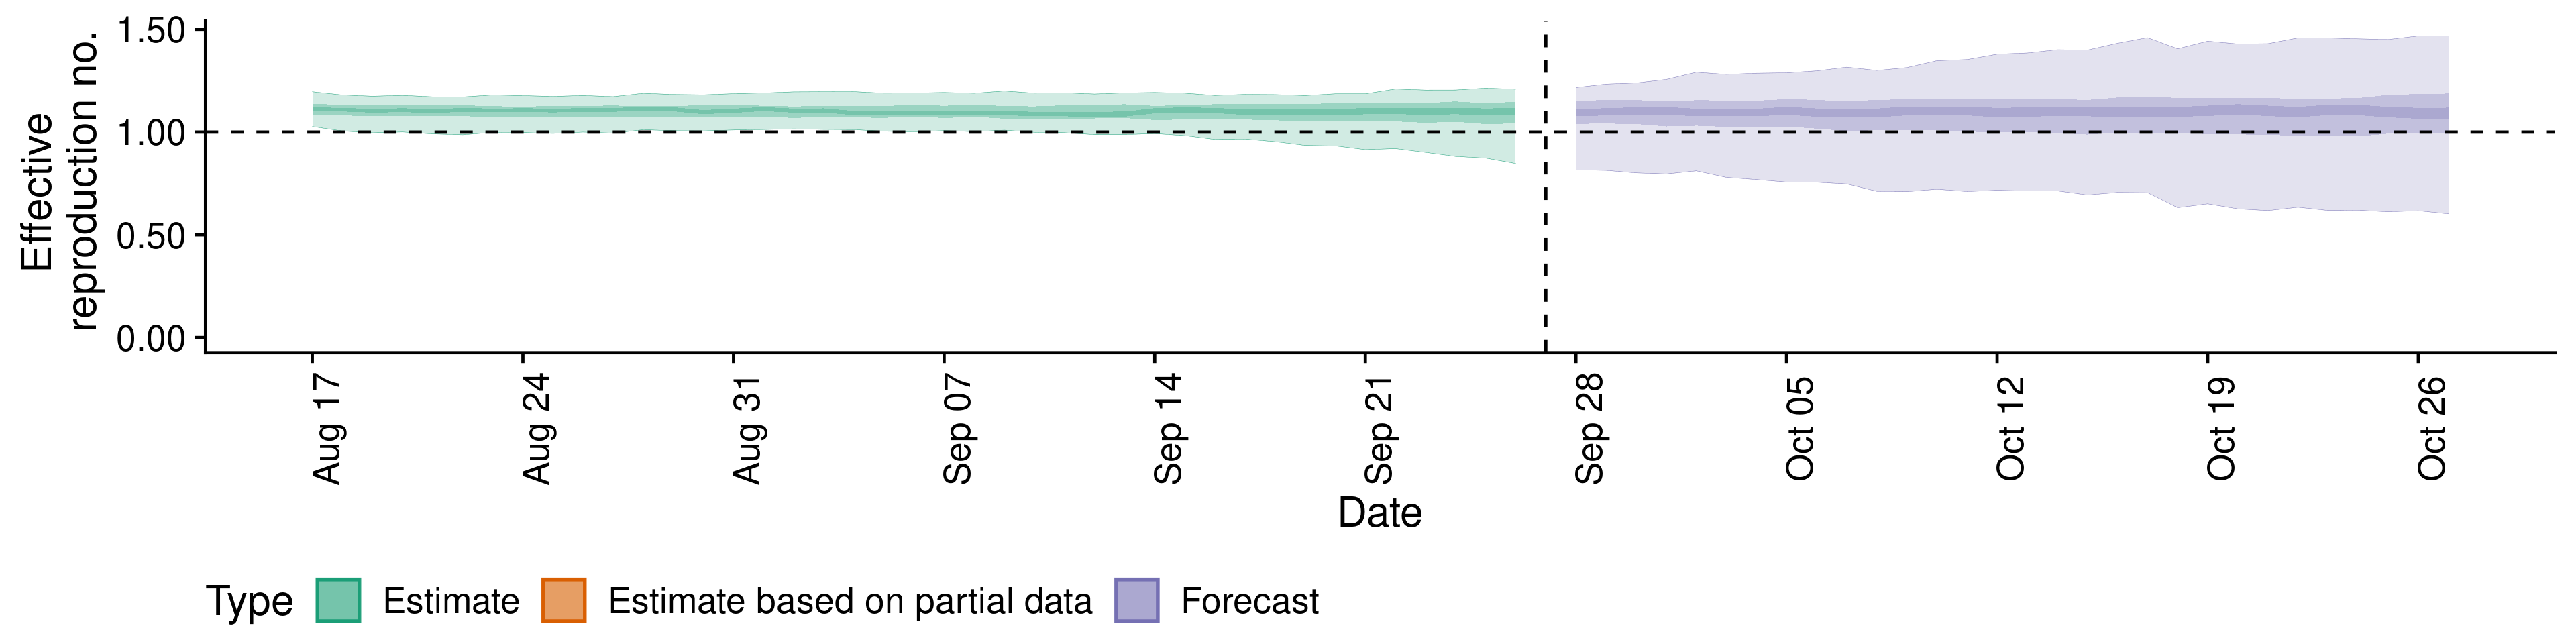 Effective
reproduction no.
1.50
1.00
0.50
0.00
Aug 17
Aug 24
Aug 31
Sep 07
Sep 14
Sep 21
Sep 28
Oct 05
Oct 12
Oct 19
Oct 26
Date
Type Estimate Estimate based on partial data Forecast